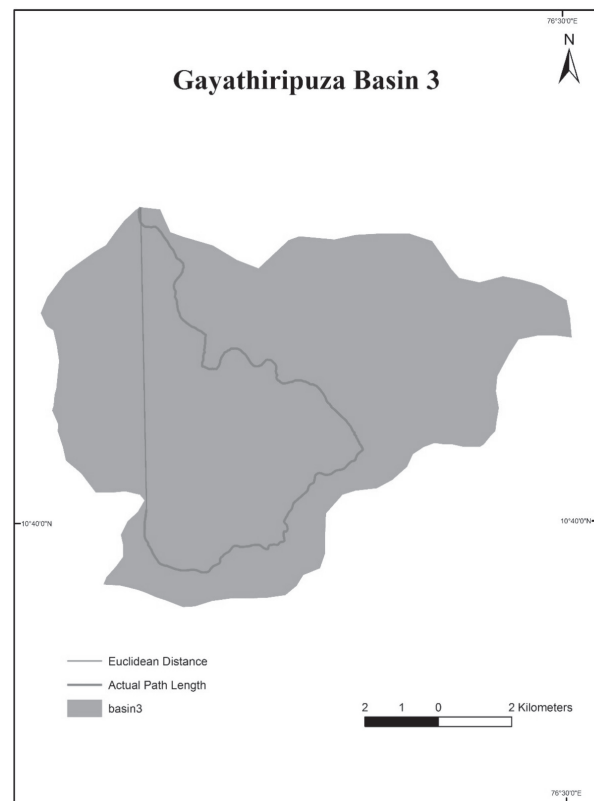 76°30'0"E
N
Gayathiripuza Basin 3
10°40'0"N
10°40'0"N
Euclidean Distance
Actual Path Length
basin3
2 1 0 2 Kilometers
76°30'0"E